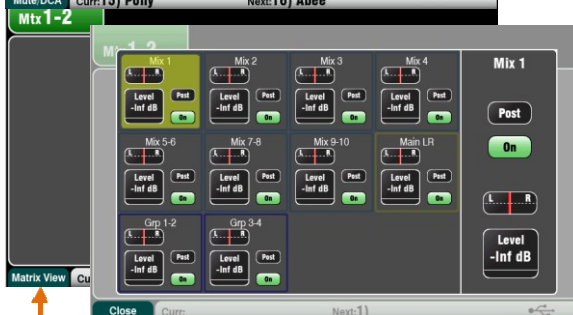 Mute/DCA Curr: 15) Pony Next: 16) Abee
Mtx 1-2
Mtx 1-2
Mix 1 Mix 2 Mix 3 Mix 4 Mix 1
L R L R L R L R
Level Post Level Post Level Post Level Post Post
-Inf dB On -Inf dB On -Inf dB On -Inf dB On On
Mix 5-6 Mix 7-8 Mix 9-10 Main LR
L R L R L R L R
Level Post Level Post Level Post Level Post L R
-Inf dB On -Inf dB On -Inf dB On -Inf dB On
Grp 1-2 Grp 3-4
L R L R
Level Post Level Post Level
-Inf dB On -Inf dB On -Inf dB
Matrix View Cu
Close Curr: Next: 1)